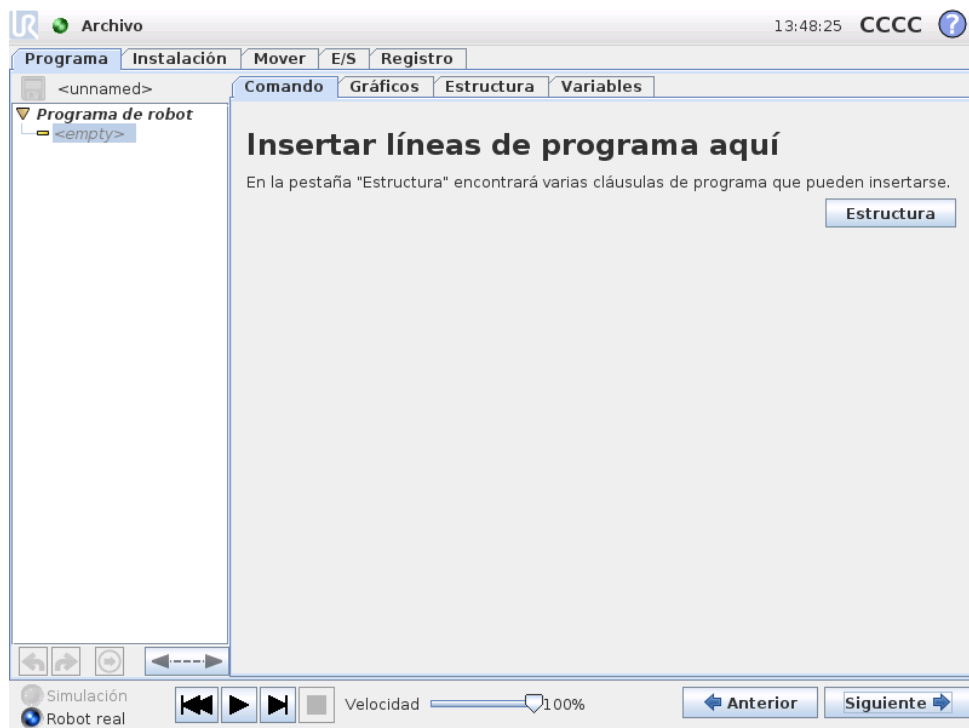 UR Archivo 13:48:25 CCCC ?
Programa Instalación Mover E/S Registro
<unnamed> Comando Gráficos Estructura Variables
Programa de robot
<empty>
Insertar líneas de programa aquí
En la pestaña "Estructura" encontrará varias cláusulas de programa que pueden insertarse.
Estructura
Simulación
Robot real
Velocidad 100% Anterior Siguiente